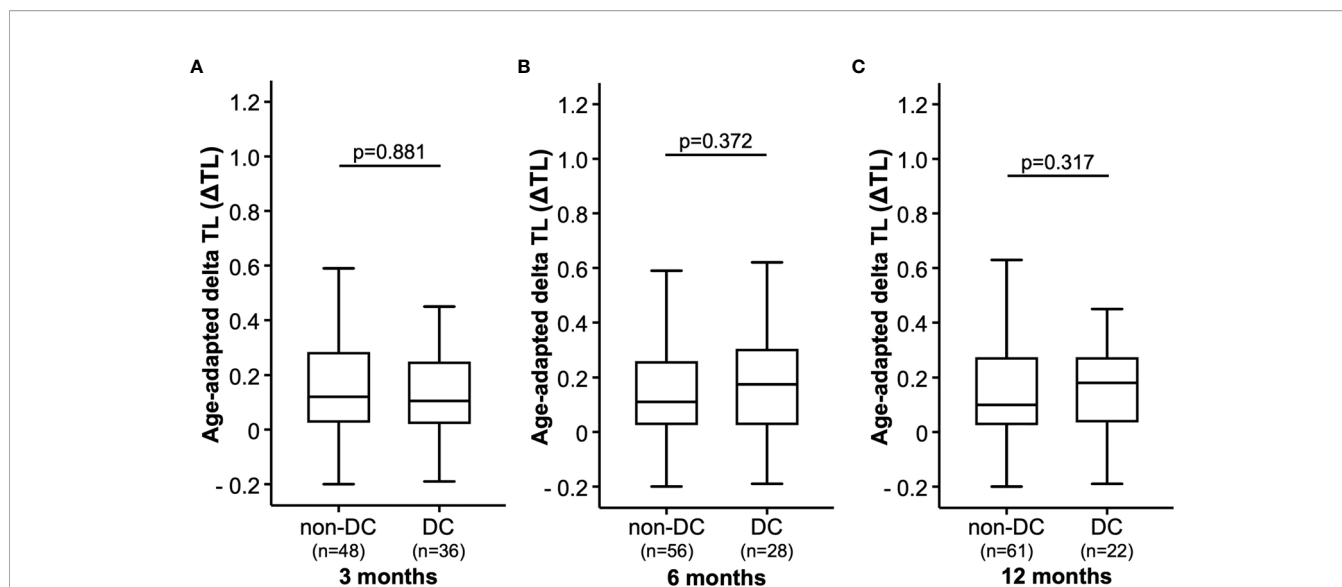 A
Age-adapted delta TL (ΔTL)
1.2
1.0
0.8
0.6
0.4
0.2
0
- 0.2
p=0.881
non-DC DC
(n=48) (n=36)
3 months
B
Age-adapted delta TL (ΔTL)
1.2
1.0
0.8
0.6
0.4
0.2
0
- 0.2
p=0.372
non-DC DC
(n=56) (n=28)
6 months
C
Age-adapted delta TL (ΔTL)
1.2
1.0
0.8
0.6
0.4
0.2
0
- 0.2
p=0.317
non-DC DC
(n=61) (n=22)
12 months